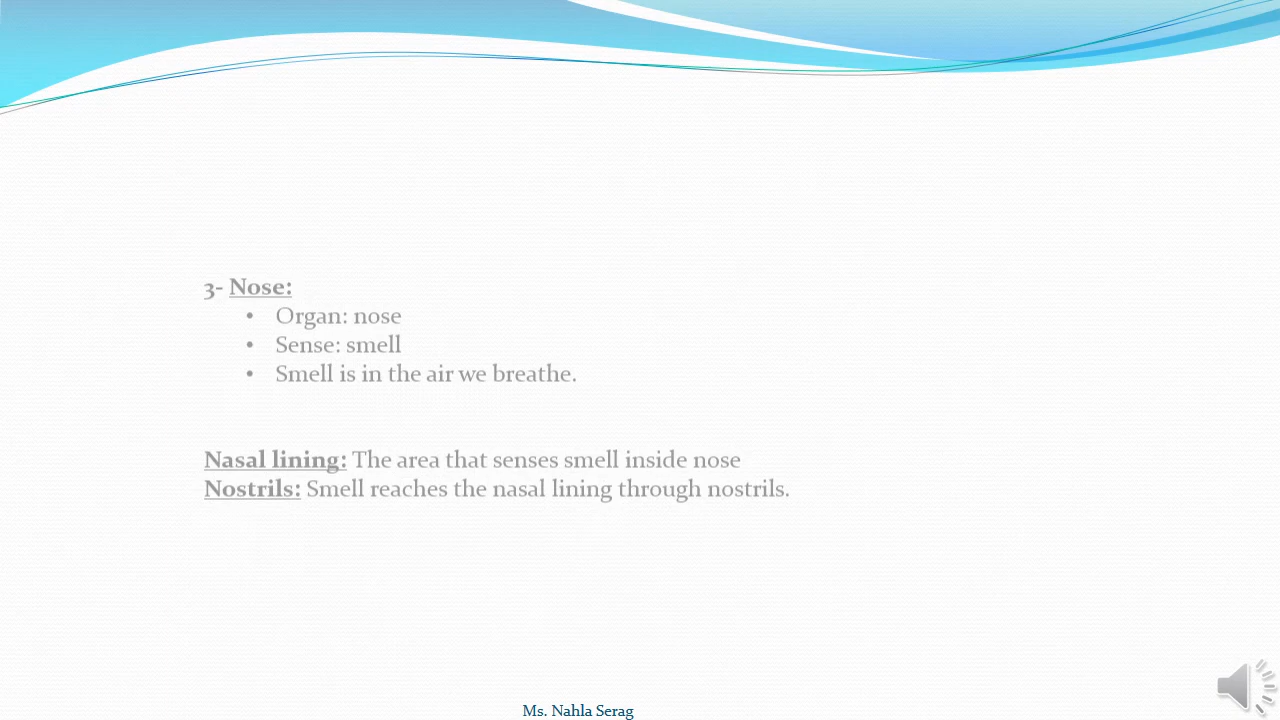 3- Nose:
• Organ: nose
• Sense: smell
• Smell is in the air we breathe.
Nasal lining: The area that senses smell inside nose
Nostrils: Smell reaches the nasal lining through nostrils.
Ms. Nahla Serag